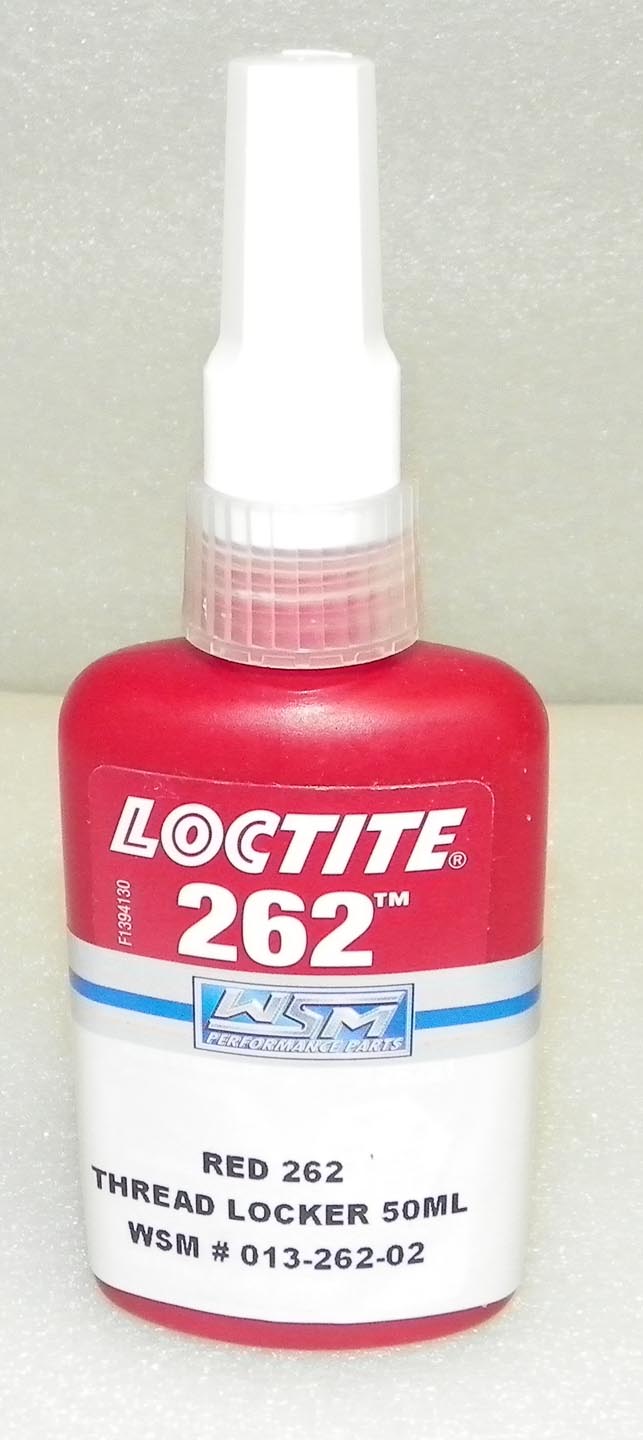 LOCTITE®
262™
F1394130
WSM
PERFORMANCE PARTS
RED 262
THREAD LOCKER 50ML
WSM # 013-262-02